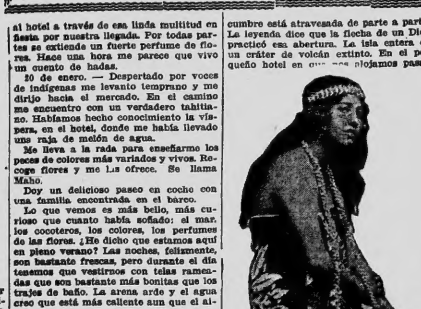 al hotel a través de esa linda multitud en
fiesta por nuestra llegada. Por todas par-
tes se extiende un fuerte perfume de flo-
res. Hace una hora me parece que vivo
un cuento de hadas.
20 de enero. — Despertado por voces
de indígenas me levanto temprano y me
dirijo hacia el mercado. En el camino
me encuentro con un verdadero tahitia-
no. Habíamos hecho conocimiento la vís-
pera, en el hotel, donde me había llevado
una raja de melón de agua.
Me lleva a la rada para enseñarme los
peces de colores más variados y vivos. Re-
coge flores y me las ofrece. Se llama
Maho.
Doy un delicioso paseo en coche con
una familia encontrada en el barco.
Lo que vemos es más bello, más cu-
rioso que cuanto había soñado: el mar,
los cocoteros, los colores, los perfumes
de las flores. ¿He dicho que estamos aquí
en pleno verano? Las noches, felizmente,
son bastante frescas, pero durante el día
tenemos que vestirnos con telas ramea-
das que son bastante más bonitas que los
trajes de baño. La arena arde y el agua
creo que está más caliente aun que el ai-
cumbre está atravesada de parte a part
La leyenda dice que la flecha de un Di
practicó esa abertura. La isla entera
un cráter de volcán extinto. En el p
queño hotel en que nos alojamos pas